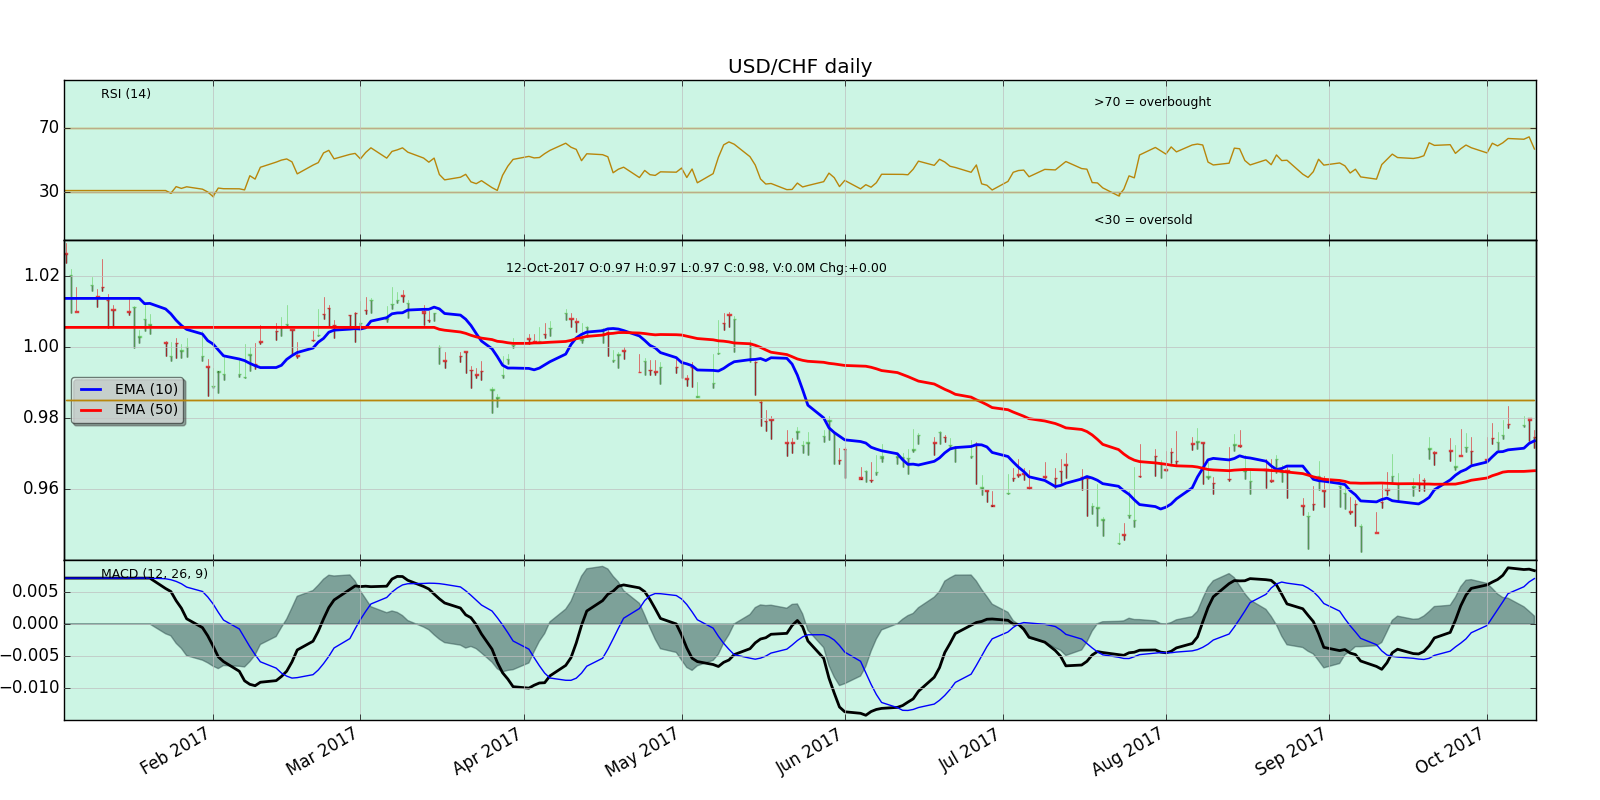 USD/CHF daily
RSI (14)
>70 = overbought
70
30
<30 = oversold
12-Oct-2017 O:0.97 H:0.97 L:0.97 C:0.98, V:0.0M Chg:+0.00
1.02
1.00
0.98
0.96
EMA (10)
EMA (50)
MACD (12, 26, 9)
0.005
0.000
−0.005
−0.010
Feb 2017
Mar 2017
Apr 2017
May 2017
Jun 2017
Jul 2017
Aug 2017
Sep 2017
Oct 2017